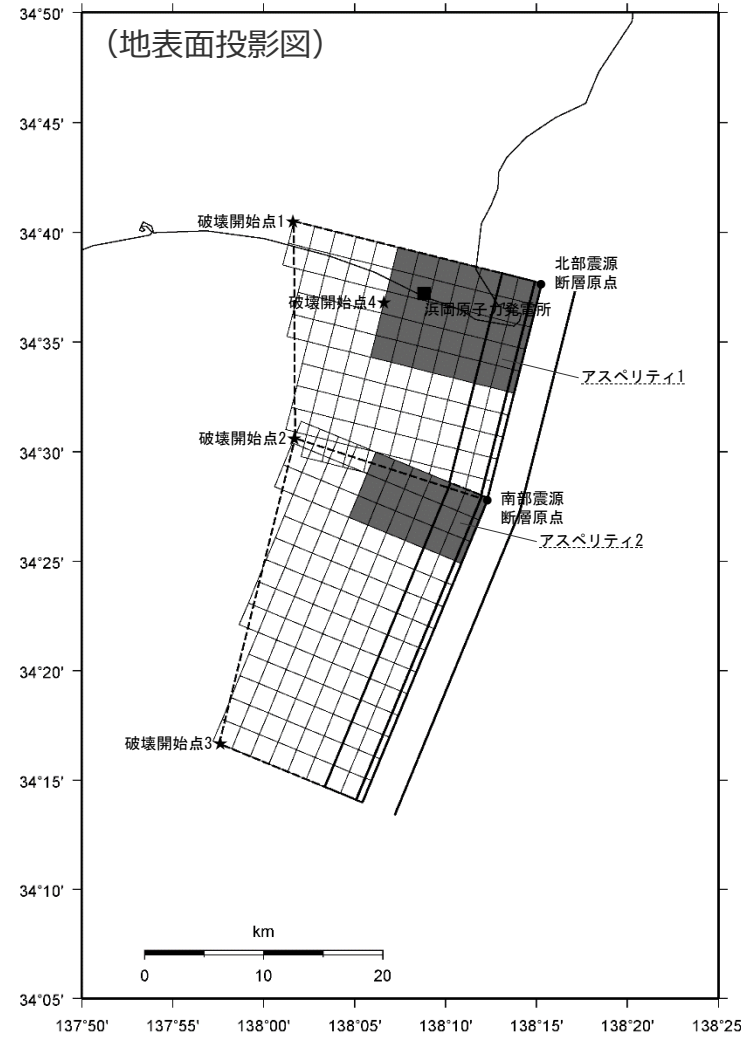 （地表面投影図）
34°50'
34°45'
34°40'
34°35'
34°30'
34°25'
34°20'
34°15'
34°10'
34°05'
破壊開始点1
北部震源
断層原点
破壊開始点4
浜岡原子力発電所
アスペリティ1
破壊開始点2
南部震源
断層原点
アスペリティ2
破壊開始点3
km
0
10
20
137°50'
137°55'
138°00'
138°05'
138°10'
138°15'
138°20'
138°25'